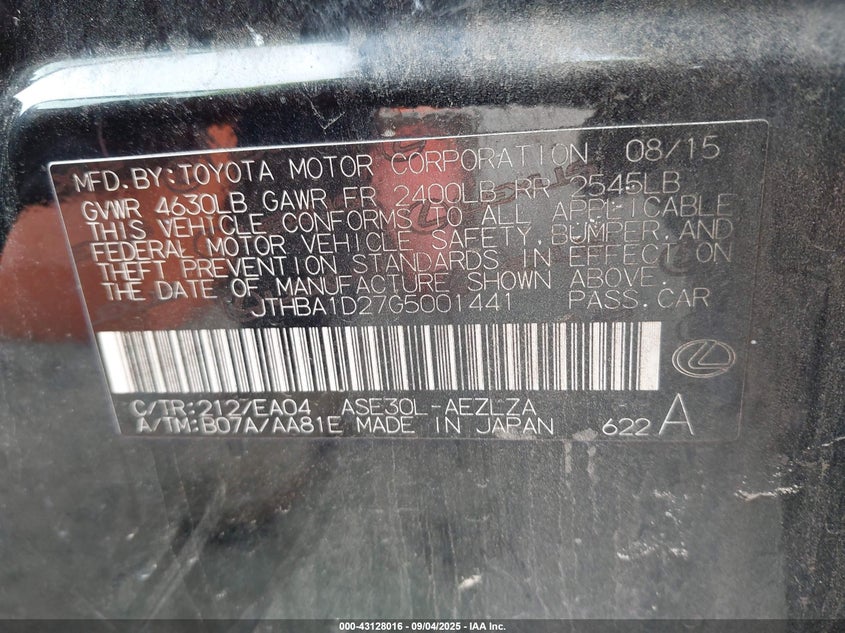 MFD.BY:TOYOTA MOTOR CORPORATION 08/15
GVWR 4630LB GAWR FR 2400LB RR 2545LB
THIS VEHICLE CONFORMS TO ALL APPLICABLE
FEDERAL MOTOR VEHICLE SAFETY,BUMPER,AND
THEFT PREVENTION STANDARDS IN EFFECT ON
THE DATE OF MANUFACTURE SHOWN ABOVE.
JTHBA1D27G5001441 PASS.CAR
C/TR:212/EA04 ASE30L-AEZLZA
A/TM:B07A/AA81E MADE IN JAPAN 622 A
000-43128016 - 09/04/2025 - IAA Inc.